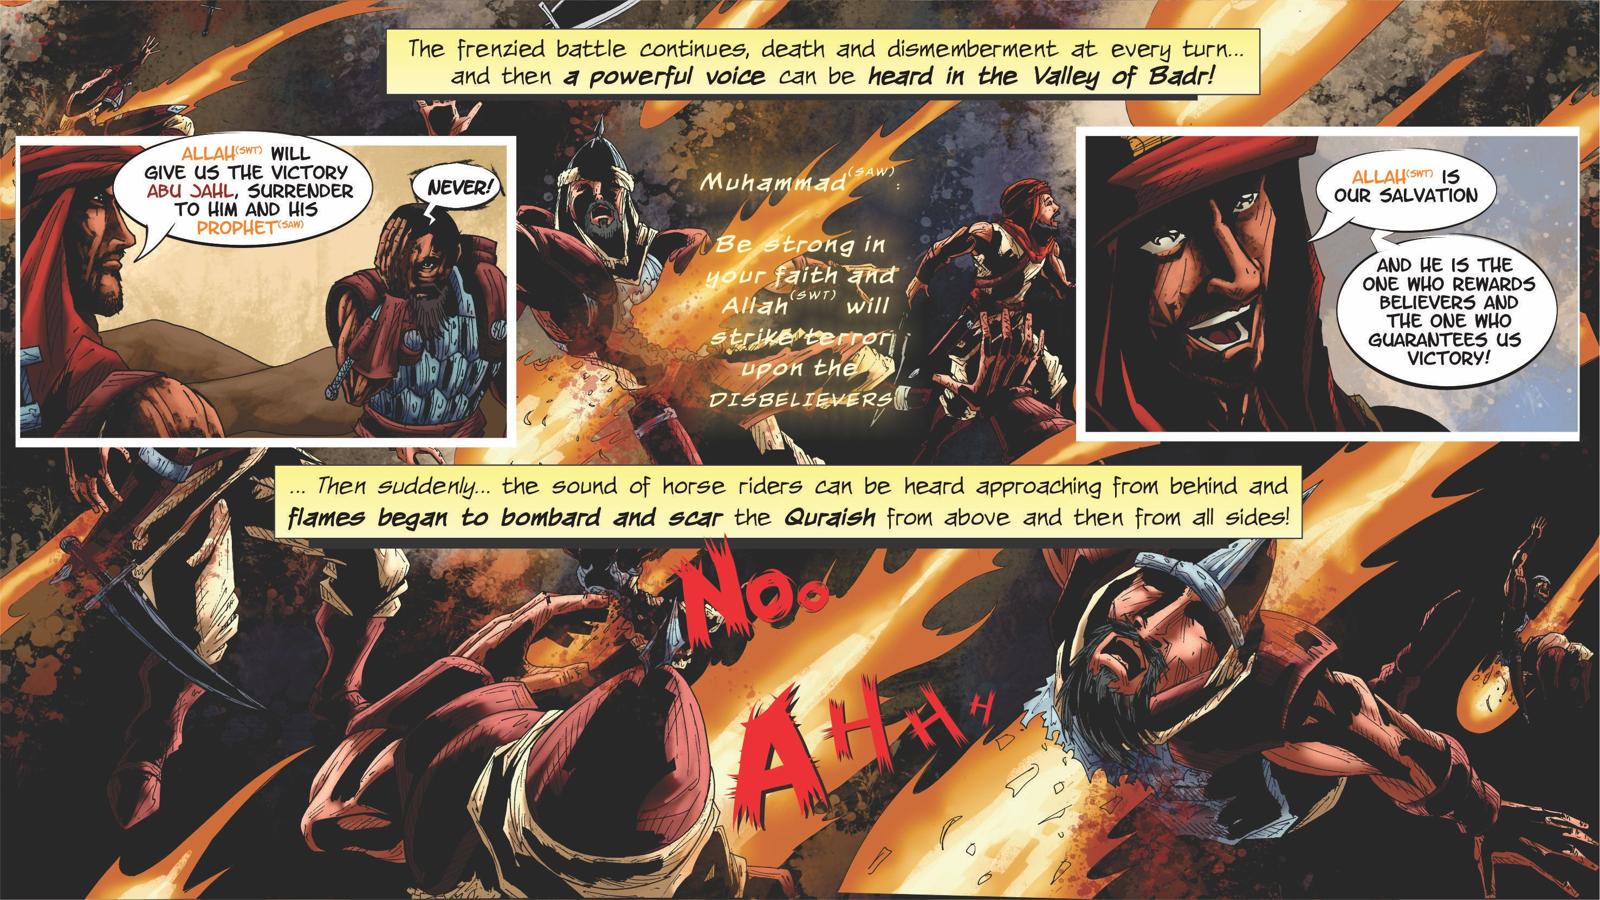 The frenzied battle continues, death and dismemberment at every turn...
and then a powerful voice can be heard in the Valley of Badr!
ALLAH(SWT) WILL
GIVE US THE VICTORY
ABU JAHL, SURRENDER
TO HIM AND HIS
PROPHET(SAW)
NEVER!
Muhammad(SAW):
Be strong in
your faith and
Allah(SWT) will
strike terror
upon the
DISBELIEVERS
ALLAH(SWT) IS
OUR SALVATION
AND HE IS THE
ONE WHO REWARDS
BELIEVERS AND
THE ONE WHO
GUARANTEES US
VICTORY!
... Then suddenly... the sound of horse riders can be heard approaching from behind and
flames began to bombard and scar the Quraish from above and then from all sides!
NOo
AHHH